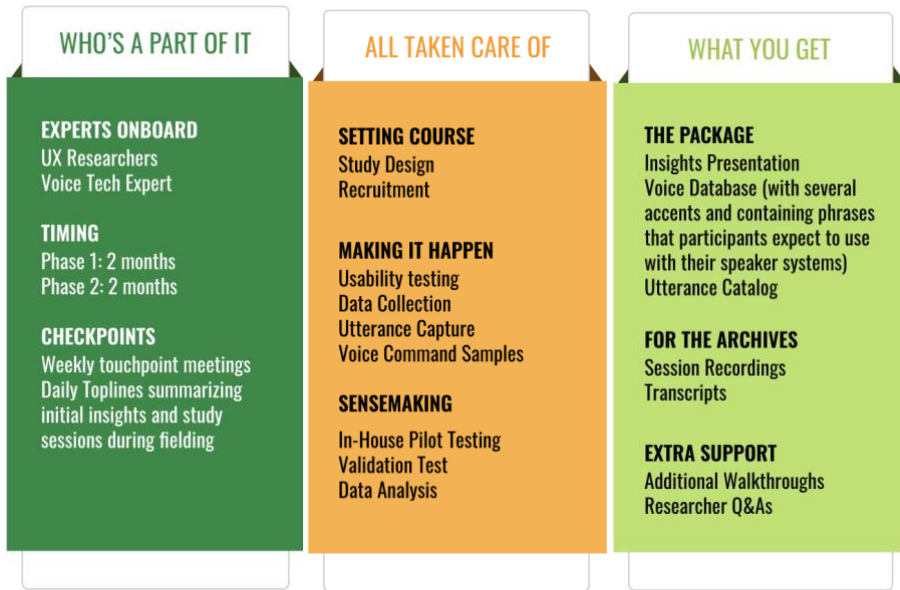 WHO'S A PART OF IT
EXPERTS ONBOARD
UX Researchers
Voice Tech Expert
TIMING
Phase 1: 2 months
Phase 2: 2 months
CHECKPOINTS
Weekly touchpoint meetings
Daily Toplines summarizing
initial insights and study
sessions during fielding
ALL TAKEN CARE OF
SETTING COURSE
Study Design
Recruitment
MAKING IT HAPPEN
Usability testing
Data Collection
Utterance Capture
Voice Command Samples
SENSEMAKING
In-House Pilot Testing
Validation Test
Data Analysis
WHAT YOU GET
THE PACKAGE
Insights Presentation
Voice Database (with several
accents and containing phrases
that participants expect to use
with their speaker systems)
Utterance Catalog
FOR THE ARCHIVES
Session Recordings
Transcripts
EXTRA SUPPORT
Additional Walkthroughs
Researcher Q&As